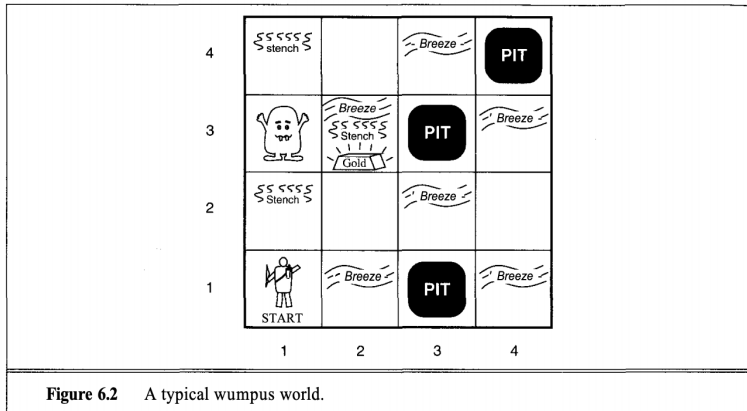 4
stench
Breeze
PIT
3
Breeze
Stench
Gold
PIT
Breeze
2
Stench
Breeze
START
1
Breeze
PIT
Breeze
1 2 3 4
Figure 6.2 A typical wumpus world.